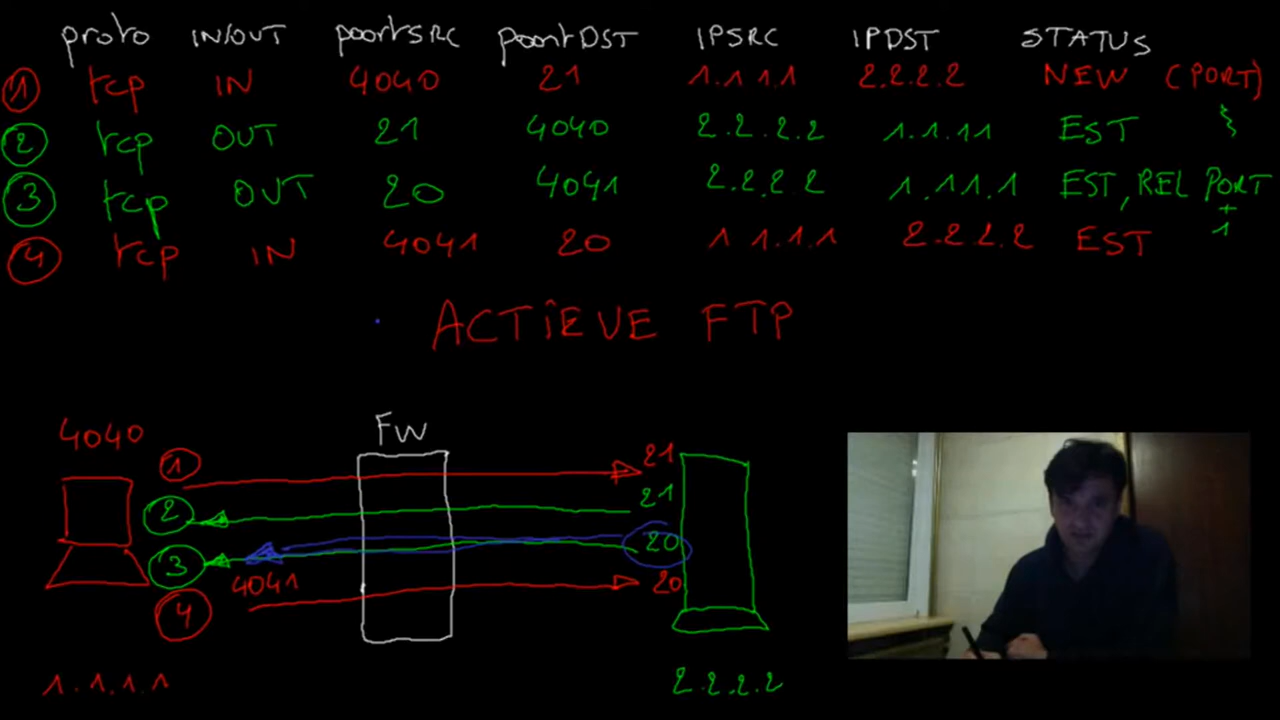 proto IN/OUT poortSRC poortDST IPSRC IPDST STATUS
1 tcp IN 4040 21 1.1.1.1 2.2.2.2 NEW (PORT)
2 tcp OUT 21 4040 2.2.2.2 1.1.1.1 EST
3 tcp OUT 20 4041 2.2.2.2 1.1.1.1 EST, REL PORT
+
1
4 tcp IN 4041 20 1.1.1.1 2.2.2.2 EST
ACTIEVE FTP
FW
4040
1 21
2 21
3 20
4041 20
4
1.1.1.1 2.2.2.2